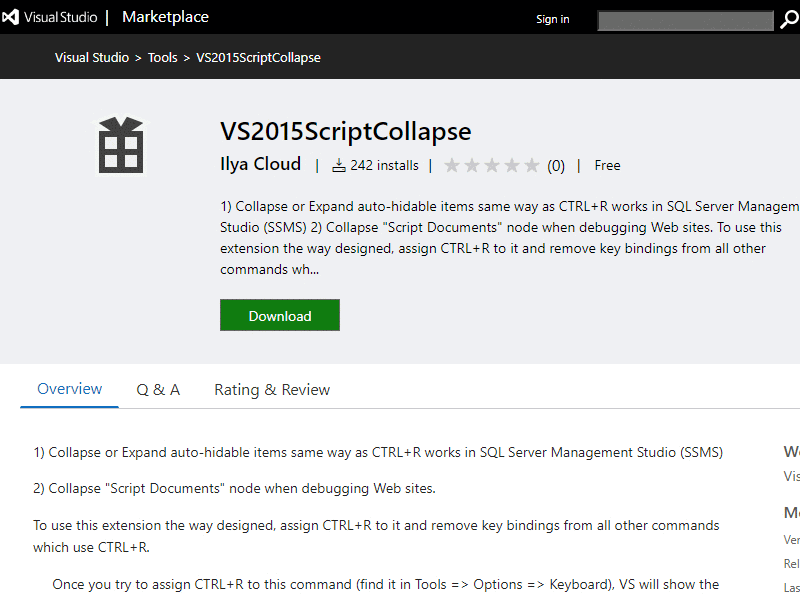 Visual Studio | Marketplace
Sign in
Visual Studio > Tools > VS2015ScriptCollapse
VS2015ScriptCollapse
Ilya Cloud | 242 installs | (0) | Free
1) Collapse or Expand auto-hidable items same way as CTRL+R works in SQL Server Managem
Studio (SSMS) 2) Collapse "Script Documents" node when debugging Web sites. To use this
extension the way designed, assign CTRL+R to it and remove key bindings from all other
commands wh...
Download
Overview Q & A Rating & Review
1) Collapse or Expand auto-hidable items same way as CTRL+R works in SQL Server Management Studio (SSMS)
2) Collapse "Script Documents" node when debugging Web sites.
To use this extension the way designed, assign CTRL+R to it and remove key bindings from all other commands
which use CTRL+R.
Once you try to assign CTRL+R to this command (find it in Tools => Options => Keyboard), VS will show the
Vis
Ver
Rel
Las